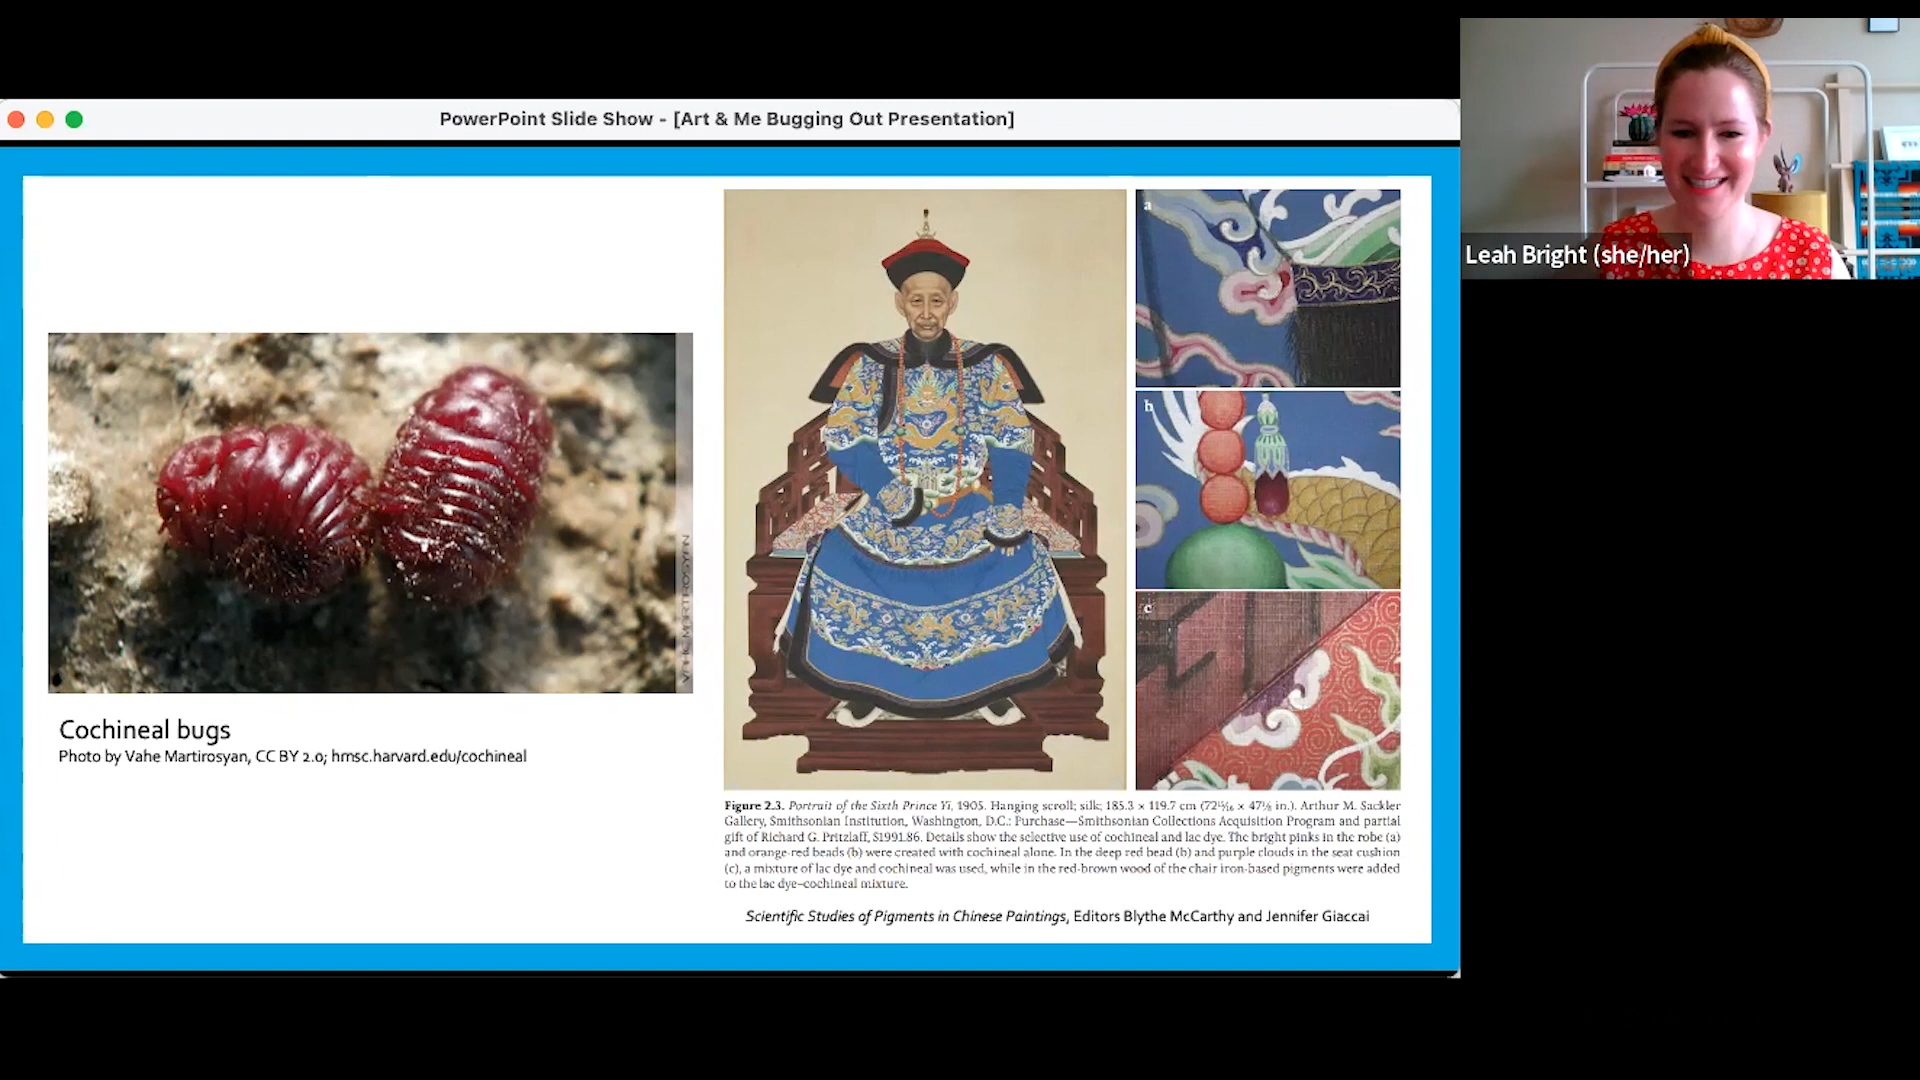 PowerPoint Slide Show - [Art & Me Bugging Out Presentation]
Leah Bright (she/her)
a
b
c
VAHE MARTIROSYAN
Cochineal bugs
Photo by Vahe Martirosyan, CC BY 2.0; hmsc.harvard.edu/cochineal
Figure 2.3. Portrait of the Sixth Prince Yi, 1905. Hanging scroll; silk; 185.3 × 119.7 cm (72¹⁵⁄₁₆ × 47⅛ in.). Arthur M. Sackler
Gallery, Smithsonian Institution, Washington, D.C.: Purchase—Smithsonian Collections Acquisition Program and partial
gift of Richard G. Pritzlaff, S1991.86. Details show the selective use of cochineal and lac dye. The bright pinks in the robe (a)
and orange-red beads (b) were created with cochineal alone. In the deep red bead (b) and purple clouds in the seat cushion
(c), a mixture of lac dye and cochineal was used, while in the red-brown wood of the chair iron-based pigments were added
to the lac dye–cochineal mixture.
Scientific Studies of Pigments in Chinese Paintings, Editors Blythe McCarthy and Jennifer Giaccai